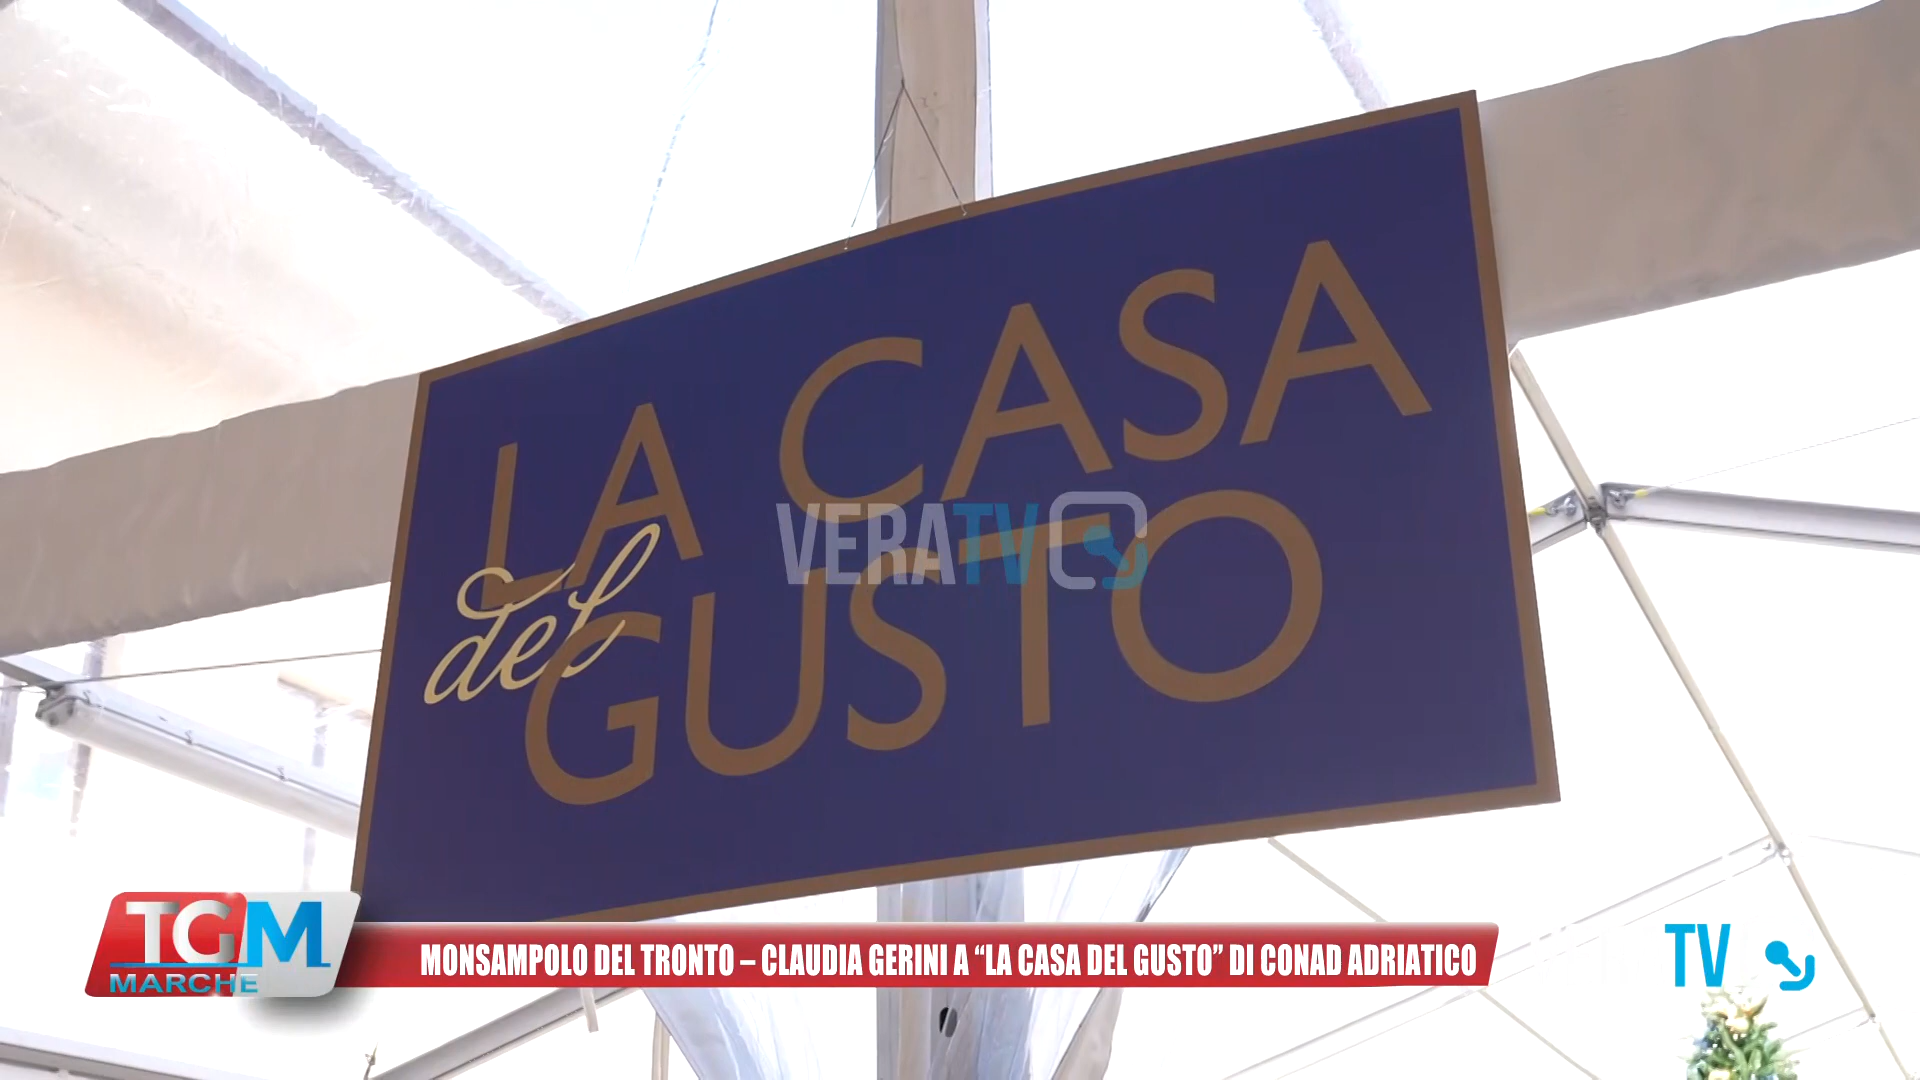 LA CASA
del
GUSTO
VERATV
TGM
MARCHE
MONSAMPOLO DEL TRONTO – CLAUDIA GERINI A “LA CASA DEL GUSTO” DI CONAD ADRIATICO
TV